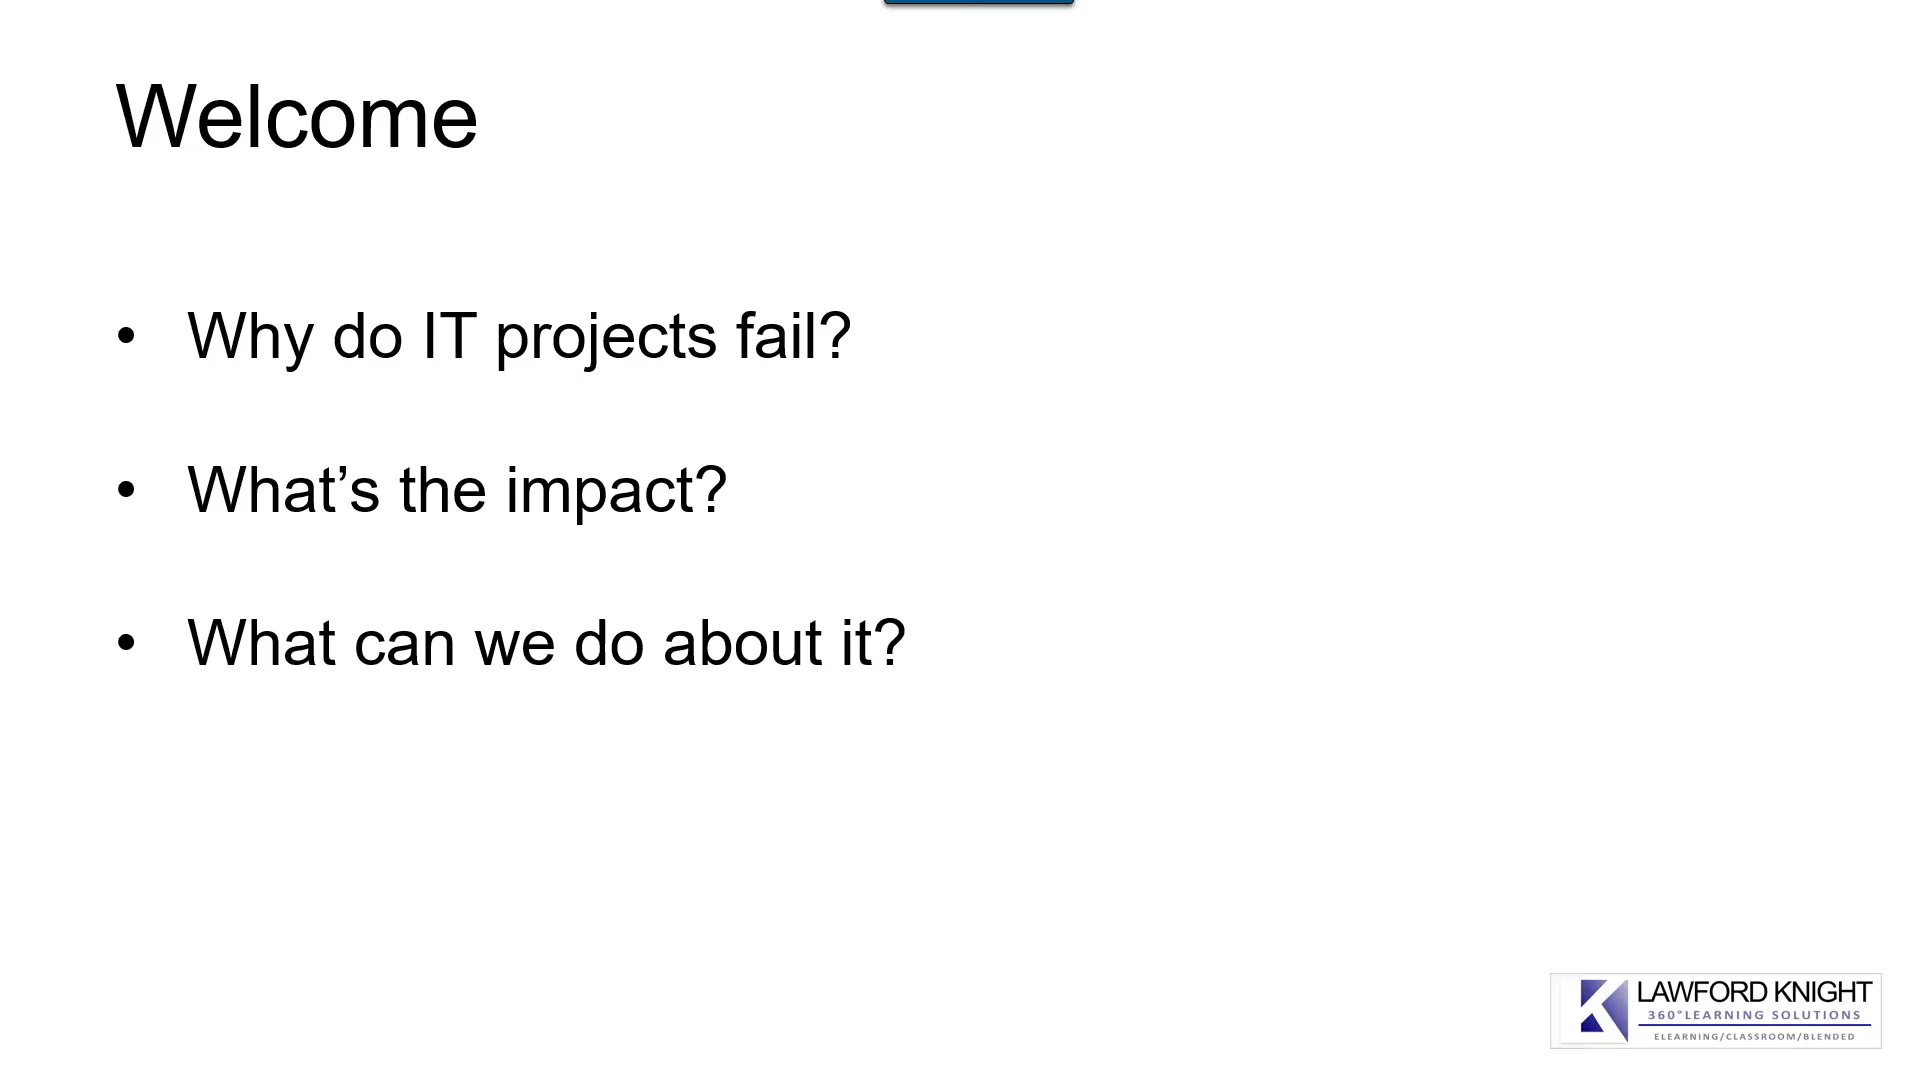 Welcome
• Why do IT projects fail?
• What’s the impact?
• What can we do about it?
LAWFORD KNIGHT
360°LEARNING SOLUTIONS
ELEARNING/CLASSROOM/BLENDED